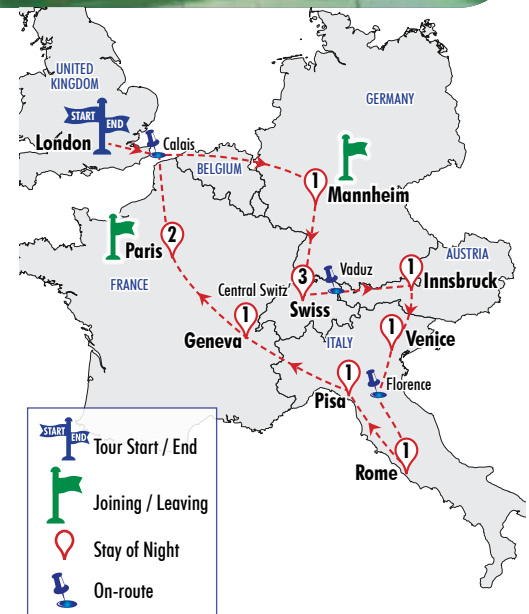 UNITED
KINGDOM
GERMANY
START
END
London
Calais
BELGIUM
1
Mannheim
Paris
2
FRANCE
AUSTRIA
Vaduz
3
1
Innsbruck
Central Switz'
Swiss
1
Geneva
ITALY
1
Venice
Florence
1
Pisa
1
Rome
START
END
Tour Start / End
Joining / Leaving
Stay of Night
On-route